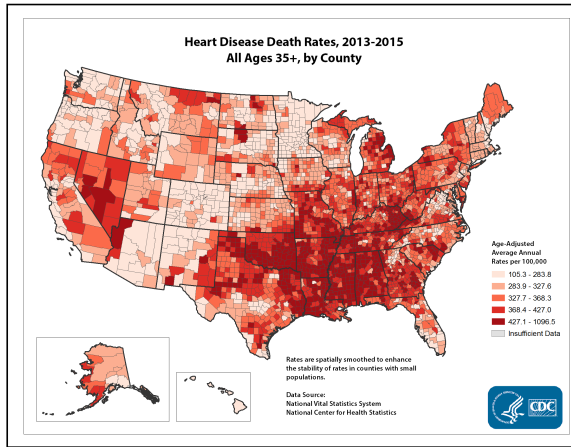 Heart Disease Death Rates, 2013-2015
All Ages 35+, by County
Age-Adjusted
Average Annual
Rates per 100,000
105.3 - 283.8
283.9 - 327.6
327.7 - 368.3
368.4 - 427.0
427.1 - 1096.5
Insufficient Data
Rates are spatially smoothed to enhance
the stability of rates in counties with small
populations.
Data Source:
National Vital Statistics System
National Center for Health Statistics
CDC